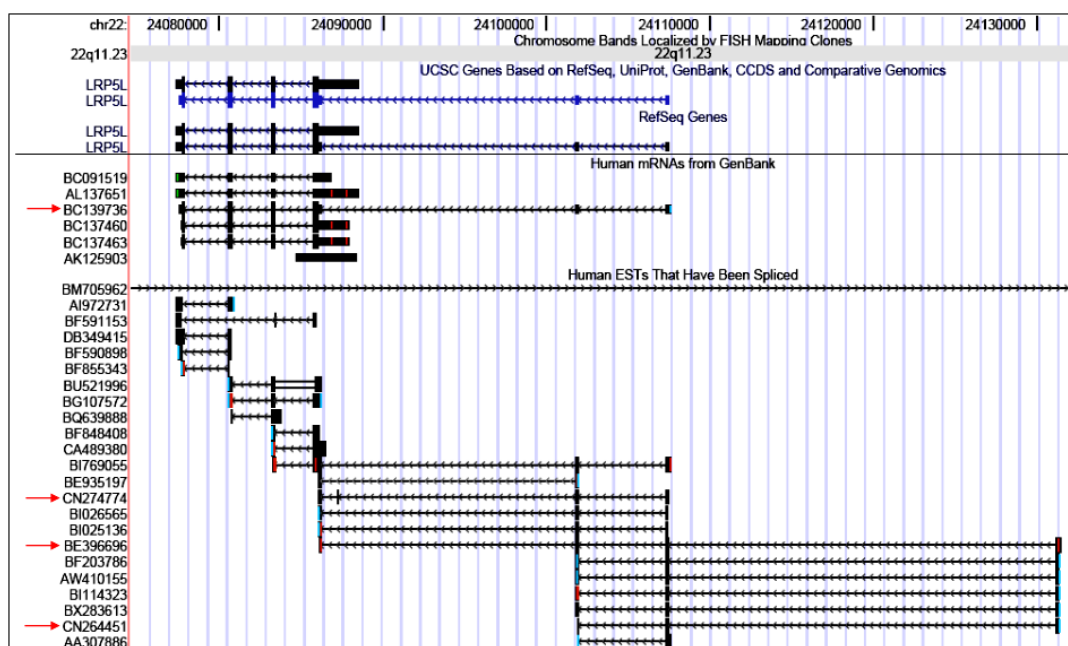 chr22: 24080000 24090000 24100000 24110000 24120000 24130000
Chromosome Bands Localized by FISH Mapping Clones
22q11.23 22q11.23
UCSC Genes Based on RefSeq, UniProt, GenBank, CCDS and Comparative Genomics
LRP5L
LRP5L
RefSeq Genes
LRP5L
LRP5L
Human mRNAs from GenBank
BC091519
AL137651
BC139736
BC137460
BC137463
AK125903
Human ESTs That Have Been Spliced
BM705962
AI972731
BF591153
DB349415
BF590898
BF855343
BU521996
BG107572
BQ639888
BF848408
CA489380
BI769055
BE935197
CN274774
BI026565
BI025136
BE396696
BF203786
AW410155
BI114323
BX283613
CN264451
AA307886